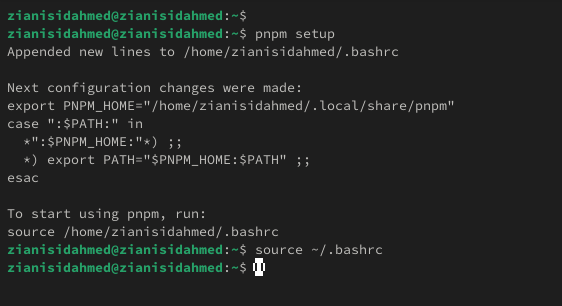 zianisidahmed@zianisidahmed:~$
zianisidahmed@zianisidahmed:~$ pnpm setup
Appended new lines to /home/zianisidahmed/.bashrc

Next configuration changes were made:
export PNPM_HOME="/home/zianisidahmed/.local/share/pnpm"
case ":$PATH:" in
  *":$PNPM_HOME:"*) ;;
  *) export PATH="$PNPM_HOME:$PATH" ;;
esac

To start using pnpm, run:
source /home/zianisidahmed/.bashrc
zianisidahmed@zianisidahmed:~$ source ~/.bashrc
zianisidahmed@zianisidahmed:~$